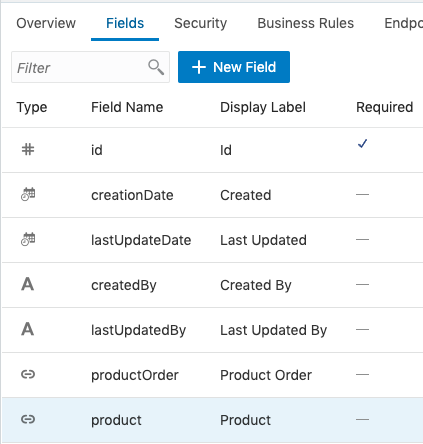 Overview Fields Security Business Rules Endpo
Filter + New Field
Type Field Name Display Label Required
# id Id ✓
creationDate Created —
lastUpdateDate Last Updated —
A createdBy Created By —
A lastUpdatedBy Last Updated By —
productOrder Product Order —
product Product —